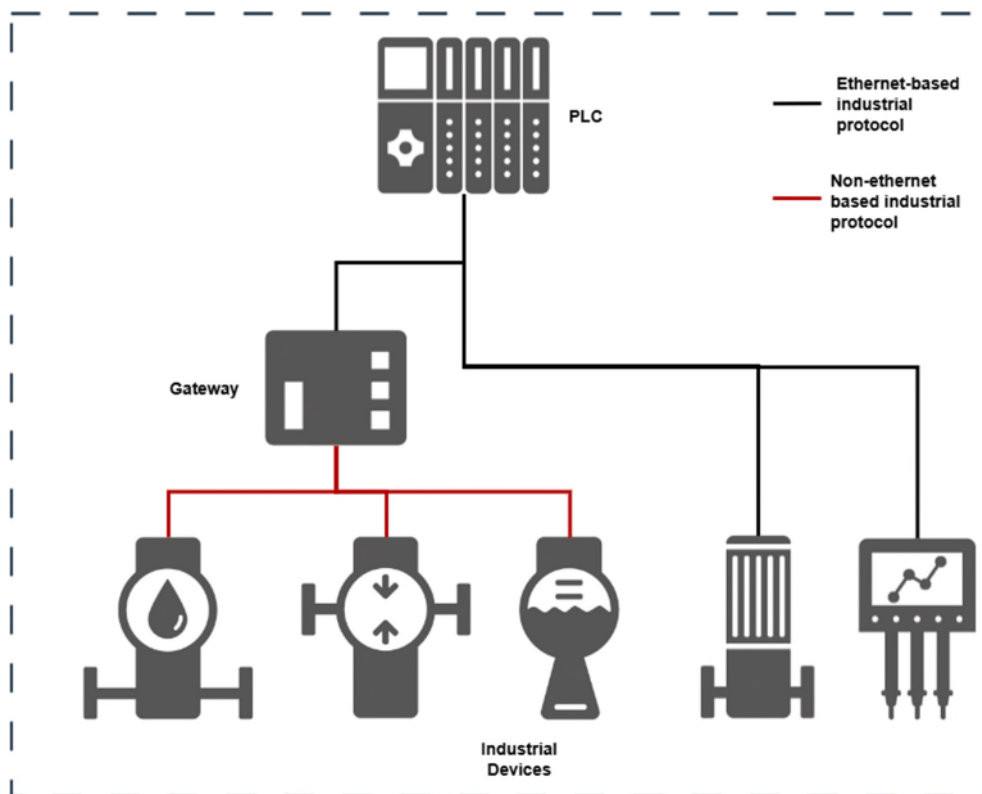 PLC
Ethernet-based
industrial
protocol
Non-ethernet
based industrial
protocol
Gateway
Industrial
Devices